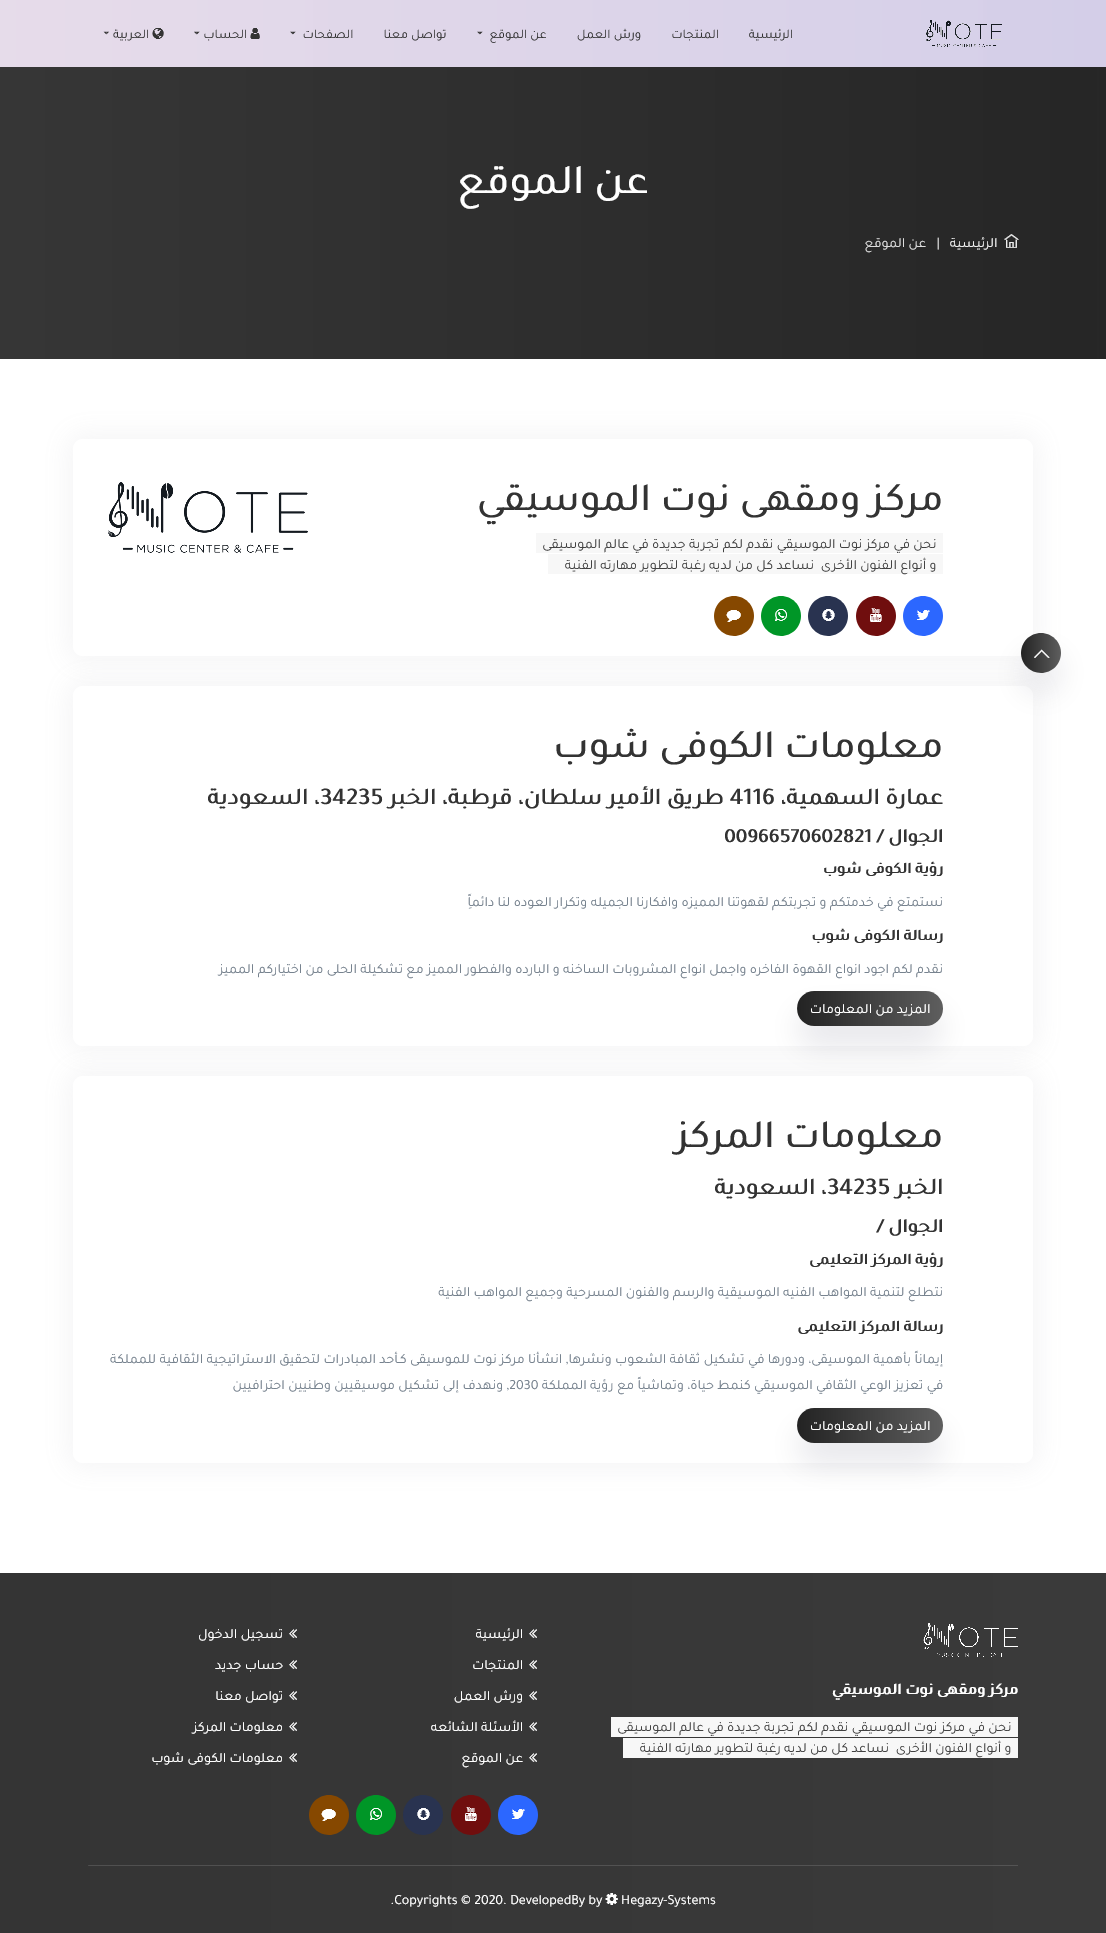 NOTE
MUSIC CENTER & CAFE
الرئيسية
المنتجات
ورش العمل
عن الموقع
تواصل معنا
الصفحات
الحساب
العربية
عن الموقع
الرئيسية | عن الموقع
مركز ومقهى نوت الموسيقي
نحن في مركز نوت الموسيقي نقدم لكم تجربة جديدة في عالم الموسيقى
و أنواع الفنون الأخرى نساعد كل من لديه رغبة لتطوير مهارته الفنية
NOTE
MUSIC CENTER & CAFE
معلومات الكوفى شوب
عمارة السهمية، 4116 طريق الأمير سلطان، قرطبة، الخبر 34235، السعودية
الجوال / 00966570602821
رؤية الكوفى شوب
نستمتع في خدمتكم و تجربتكم لقهوتنا المميزه وافكارنا الجميله وتكرار العوده لنا دائماً
رسالة الكوفى شوب
نقدم لكم اجود انواع القهوة الفاخره واجمل انواع المشروبات الساخنه و البارده والفطور المميز مع تشكيلة الحلى من اختياركم المميز
المزيد من المعلومات
معلومات المركز
الخبر 34235، السعودية
الجوال /
رؤية المركز التعليمى
نتطلع لتنمية المواهب الفنيه الموسيقية والرسم والفنون المسرحية وجميع المواهب الفنية
رسالة المركز التعليمى
إيماناً بأهمية الموسيقى، ودورها في تشكيل ثقافة الشعوب ونشرها, انشأنا مركز نوت للموسيقى كأحد المبادرات لتحقيق الاستراتيجية الثقافية للمملكة
في تعزيز الوعي الثقافي الموسيقي كنمط حياة، وتماشياً مع رؤية المملكة 2030, ونهدف إلى تشكيل موسيقيين وطنيين احترافيين
المزيد من المعلومات
NOTE
مركز ومقهى نوت الموسيقي
نحن في مركز نوت الموسيقي نقدم لكم تجربة جديدة في عالم الموسيقى
و أنواع الفنون الأخرى نساعد كل من لديه رغبة لتطوير مهارته الفنية
الرئيسية
المنتجات
ورش العمل
الأسئلة الشائعه
عن الموقع
تسجيل الدخول
حساب جديد
تواصل معنا
معلومات المركز
معلومات الكوفى شوب
.Copyrights © 2020. DevelopedBy by Hegazy-Systems